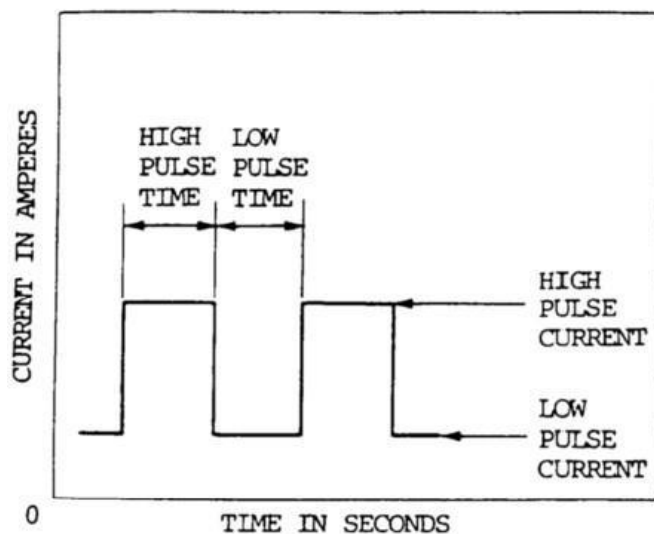 CURRENT IN AMPERES
HIGH
PULSE
TIME
LOW
PULSE
TIME
HIGH
PULSE
CURRENT
LOW
PULSE
CURRENT
0
TIME IN SECONDS